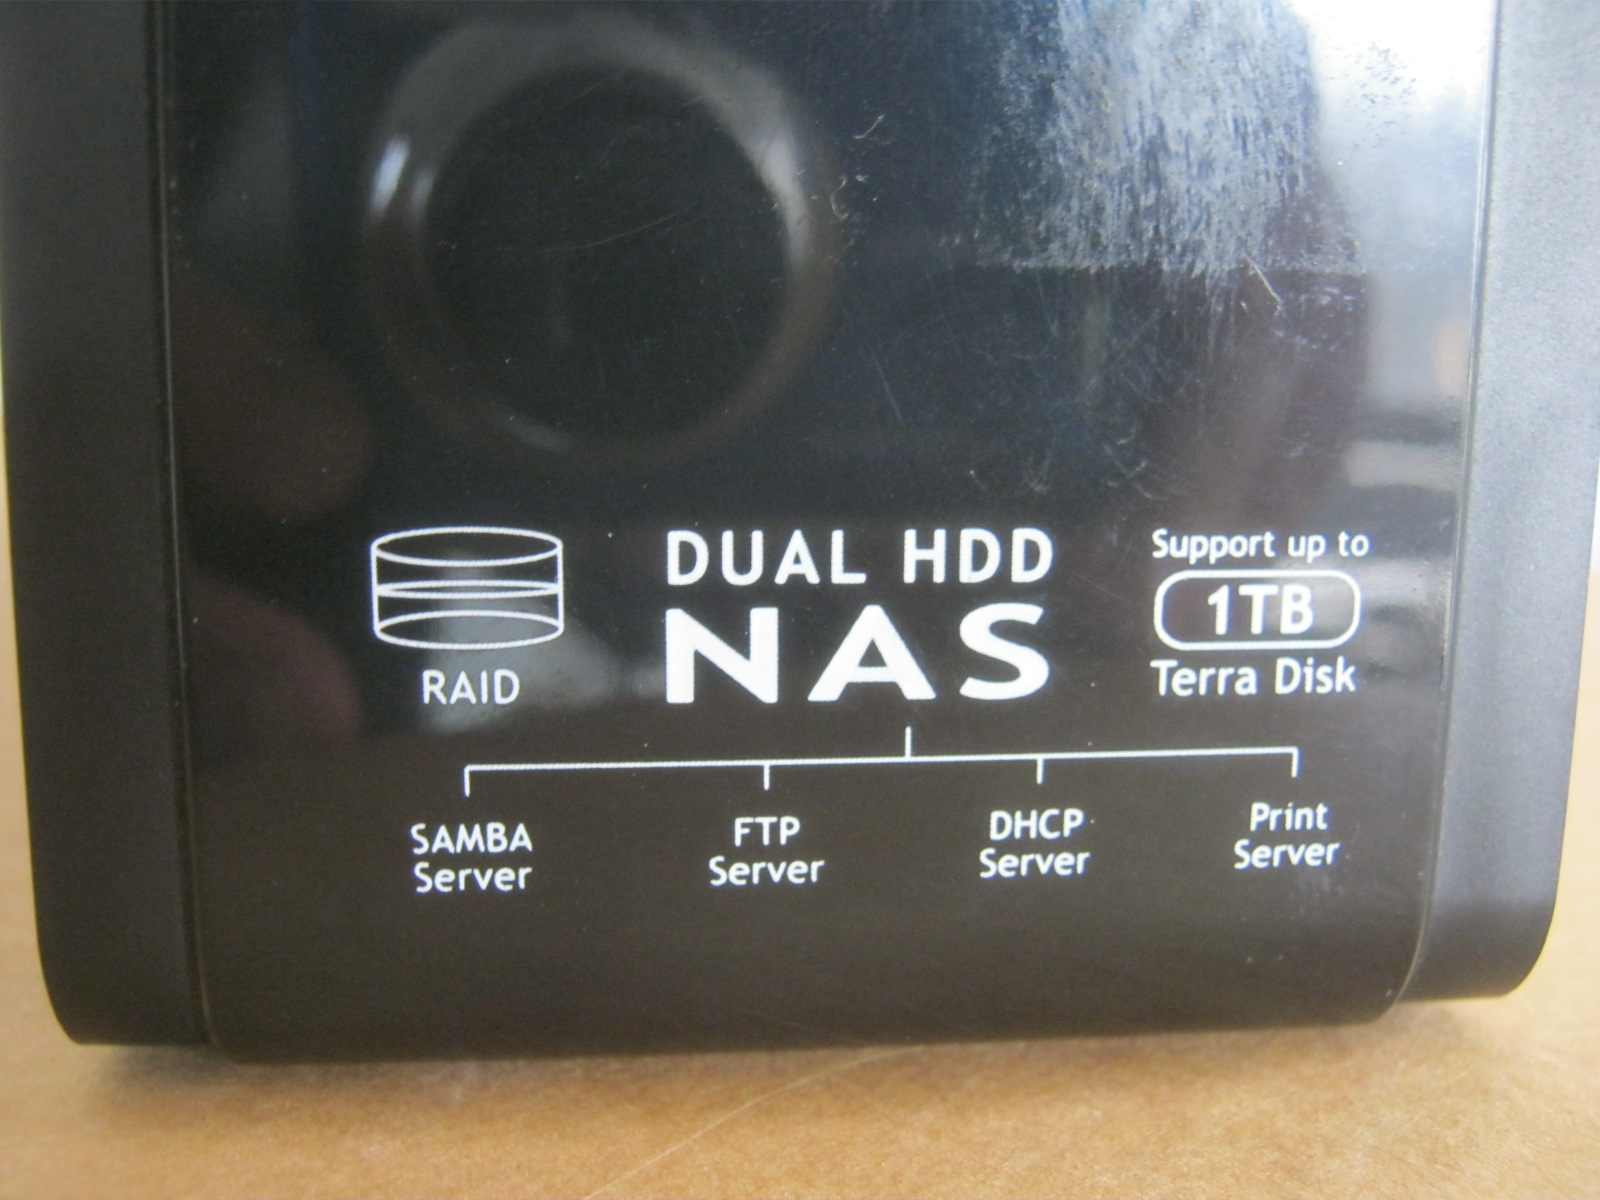 RAID
DUAL HDD
NAS
Support up to
1TB
Terra Disk
SAMBA
Server
FTP
Server
DHCP
Server
Print
Server